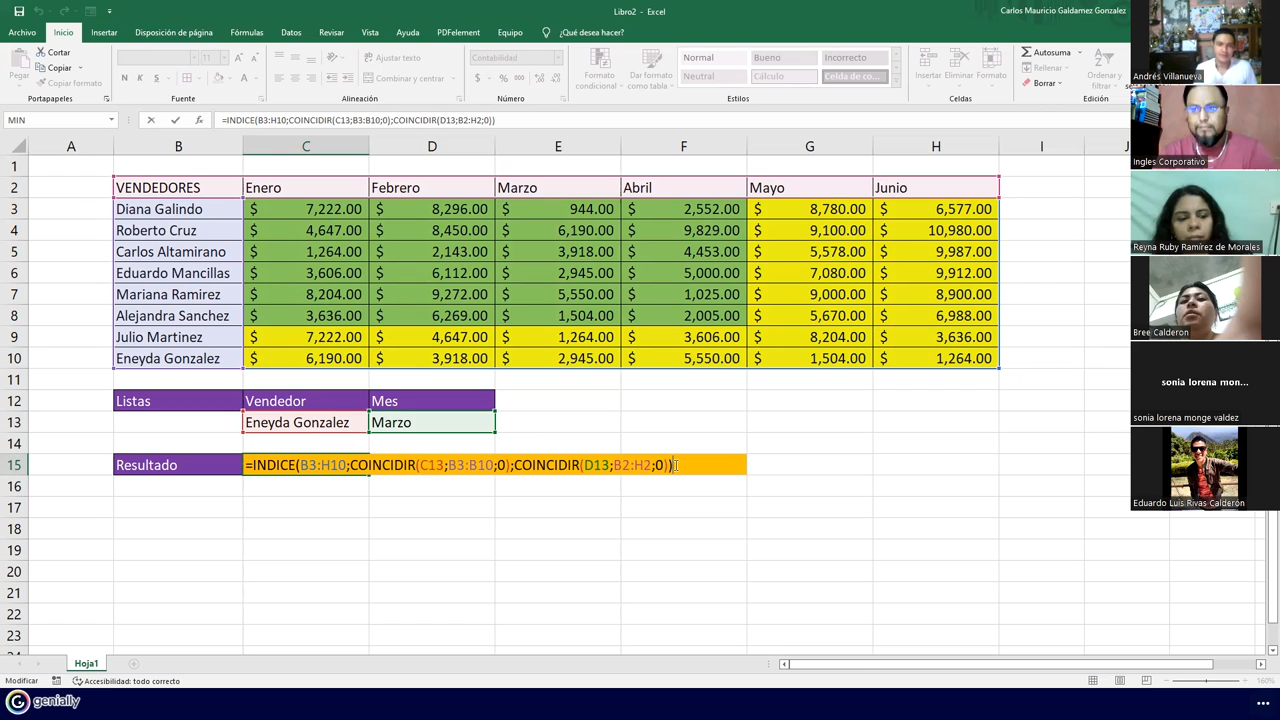 Libro2 - Excel
Carlos Mauricio Galdamez Gonzalez
Archivo Inicio Insertar Disposición de página Fórmulas Datos Revisar Vista Ayuda PDFelement Equipo ¿Qué desea hacer?
Pegar Cortar Copiar Copiar formato
Portapapeles
11
N K S
Fuente
Ajustar texto
Combinar y centrar
Alineación
$ % 000
Número
Formato condicional
Dar formato como tabla
Normal Bueno Incorrecto
Neutral Cálculo Celda de co...
Estilos
Insertar Eliminar Formato
Celdas
Autosuma
Rellenar
Borrar
Ordenar y filtrar
Edición
MIN
=INDICE(B3:H10;COINCIDIR(C13;B3:B10;0);COINCIDIR(D13;B2:H2;0))
A B C D E F G H I J
1
2 VENDEDORES Enero Febrero Marzo Abril Mayo Junio
3 Diana Galindo $ 7,222.00 $ 8,296.00 $ 944.00 $ 2,552.00 $ 8,780.00 $ 6,577.00
4 Roberto Cruz $ 4,647.00 $ 8,450.00 $ 6,190.00 $ 9,829.00 $ 9,100.00 $ 10,980.00
5 Carlos Altamirano $ 1,264.00 $ 2,143.00 $ 3,918.00 $ 4,453.00 $ 5,578.00 $ 9,987.00
6 Eduardo Mancillas $ 3,606.00 $ 6,112.00 $ 2,945.00 $ 5,000.00 $ 7,080.00 $ 9,912.00
7 Mariana Ramirez $ 8,204.00 $ 9,272.00 $ 5,550.00 $ 1,025.00 $ 9,000.00 $ 8,900.00
8 Alejandra Sanchez $ 3,636.00 $ 6,269.00 $ 1,504.00 $ 2,005.00 $ 5,670.00 $ 6,988.00
9 Julio Martinez $ 7,222.00 $ 4,647.00 $ 1,264.00 $ 3,606.00 $ 8,204.00 $ 3,636.00
10 Eneyda Gonzalez $ 6,190.00 $ 3,918.00 $ 2,945.00 $ 5,550.00 $ 1,504.00 $ 1,264.00
11
12 Listas Vendedor Mes
13 Eneyda Gonzalez Marzo
14
15 Resultado =INDICE(B3:H10;COINCIDIR(C13;B3:B10;0);COINCIDIR(D13;B2:H2;0))
16
17
18
19
20
21
22
23
Hoja1
Modificar Accesibilidad: todo correcto
160%
genially
Andrés Villanueva
Ingles Corporativo
Reyna Ruby Ramírez de Morales
Bree Calderon
sonia lorena mon...
sonia lorena monge valdez
Eduardo Luis Rivas Calderón